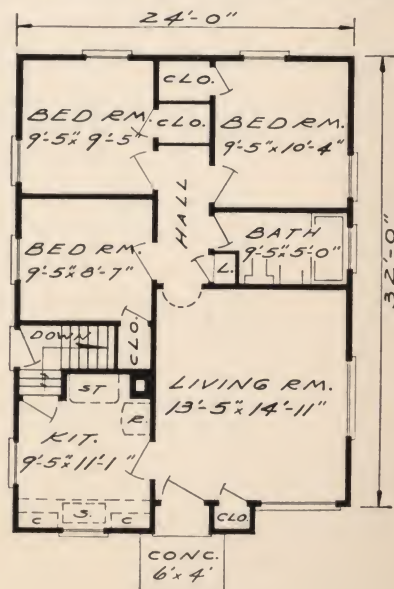 24'-0"
CLO.
BED RM.
9'-5" x 9'-5"
CLO.
BED RM.
9'-5" x 10'-4"
HALL
32'-0"
BED RM.
9'-5" x 8'-7"
BATH
9'-5" x 5'-0"
L.
DOWN
CLO.
ST
LIVING RM.
13'-5" x 14'-11"
R.
KIT.
9'-5" x 11'-1"
C
S.
C
CLO.
CONC.
6' x 4'